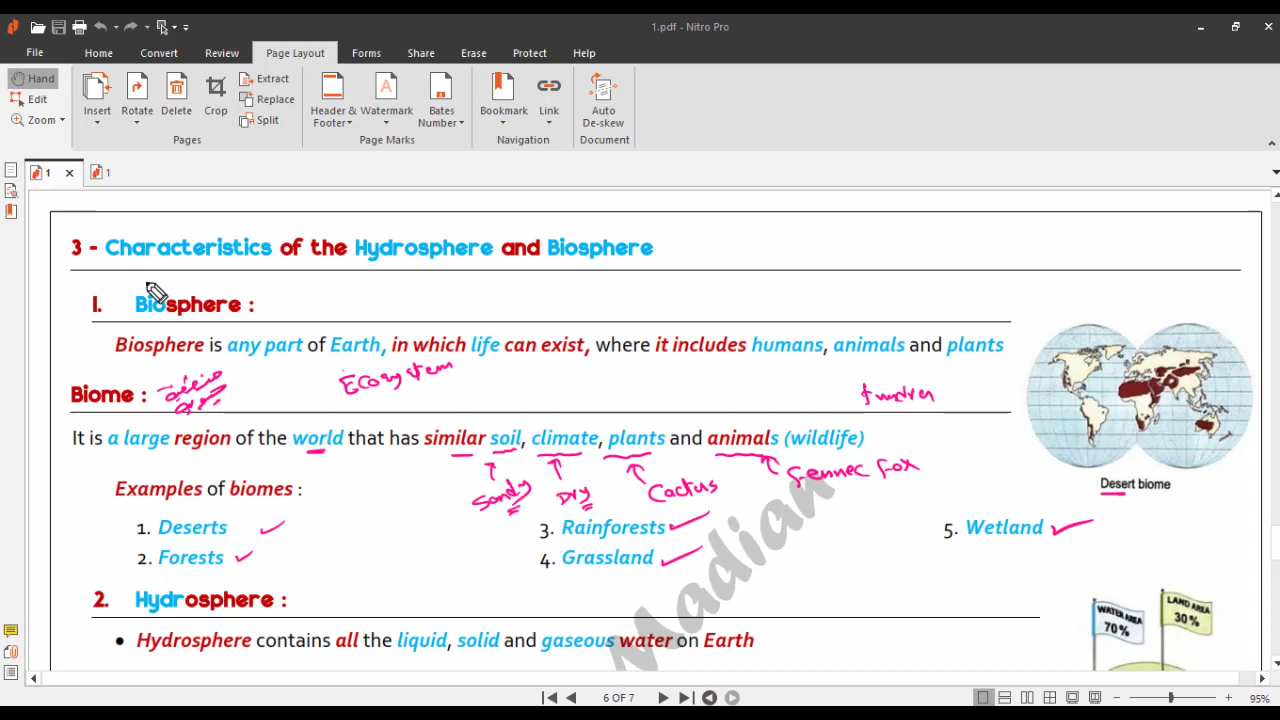 1.pdf - Nitro Pro
File Home Convert Review Page Layout Forms Share Erase Protect Help
Hand
Edit
Zoom
Insert Rotate Delete Crop
Extract
Replace
Split
Header & Footer Watermark Bates Number
Bookmark Link
Auto De-skew
Pages Page Marks Navigation Document
1 1
3 - Characteristics of the Hydrosphere and Biosphere
1. Biosphere :
Biosphere is any part of Earth, in which life can exist, where it includes humans, animals and plants
Ecosystem
Biome :
It is a large region of the world that has similar soil, climate, plants and animals (wildlife)
Sandy Dry Cactus fennec fox
Desert biome
Examples of biomes :
1. Deserts 3. Rainforests 5. Wetland
2. Forests 4. Grassland
Madian
2. Hydrosphere :
WATER AREA 70% LAND AREA 30%
• Hydrosphere contains all the liquid, solid and gaseous water on Earth
6 OF 7 95%